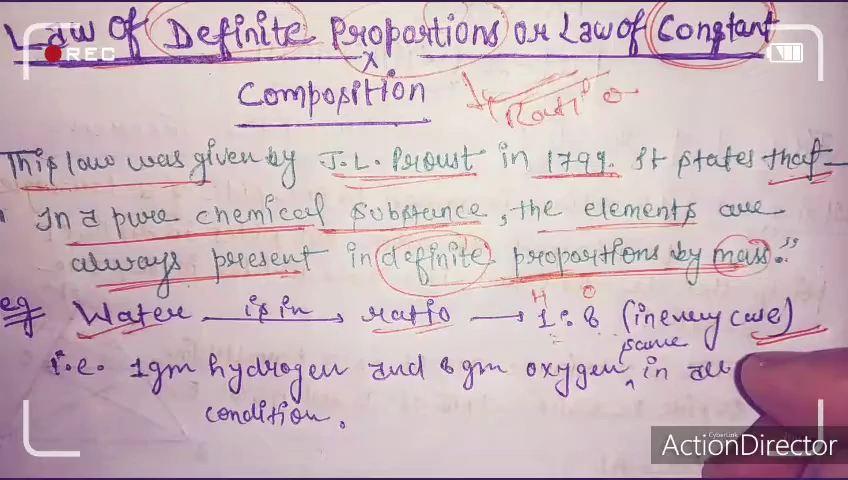 Law of Definite Proportions or Law of Constant
REC
Composition
Ratio
This law was given by J.L. Proust in 1799. It states that—
In a pure chemical substance, the elements are
always present in definite proportions by mass."
eg Water is in ratio 1:8 (in every case)
H O
same
i.e. 1gm hydrogen and 8gm oxygen in all
condition.
CyberLink
ActionDirector